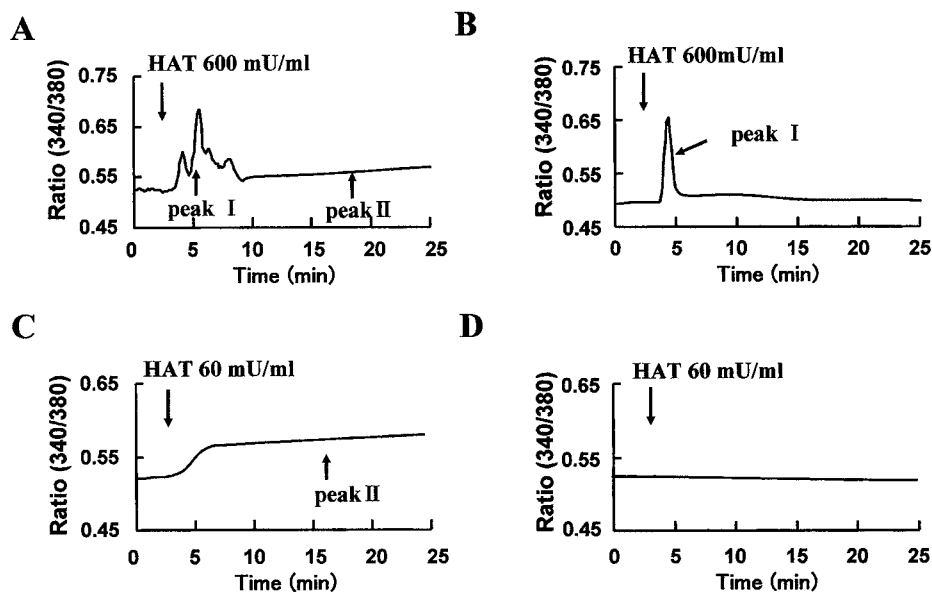 A
HAT 600 mU/ml
Ratio (340/380)
0.75
0.65
0.55
0.45
peak I
peak II
0 5 10 15 20 25
Time (min)
B
HAT 600mU/ml
Ratio (340/380)
0.75
0.65
0.55
0.45
peak I
0 5 10 15 20 25
Time (min)
C
HAT 60 mU/ml
Ratio (340/380)
0.65
0.55
0.45
peak II
0 5 10 15 20 25
Time (min)
D
HAT 60 mU/ml
Ratio (340/380)
0.65
0.55
0.45
0 5 10 15 20 25
Time (min)